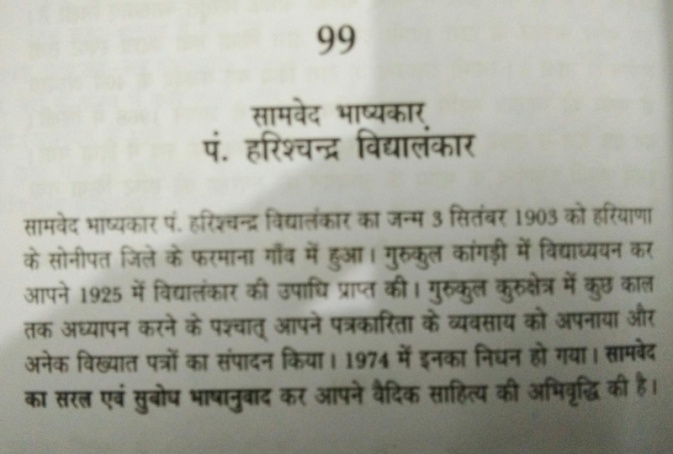 99
सामवेद भाष्यकार
पं. हरिश्चन्द्र विद्यालंकार
सामवेद भाष्यकार पं. हरिश्चन्द्र विद्यालंकार का जन्म 3 सितंबर 1903 को हरियाणा
के सोनीपत जिले के फरमाना गाँव में हुआ। गुरुकुल कांगड़ी में विद्याध्ययन कर
आपने 1925 में विद्यालंकार की उपाधि प्राप्त की। गुरुकुल कुरुक्षेत्र में कुछ काल
तक अध्यापन करने के पश्चात् आपने पत्रकारिता के व्यवसाय को अपनाया और
अनेक विख्यात पत्रों का संपादन किया। 1974 में इनका निधन हो गया। सामवेद
का सरल एवं सुबोध भाषानुवाद कर आपने वैदिक साहित्य की अभिवृद्धि की है।